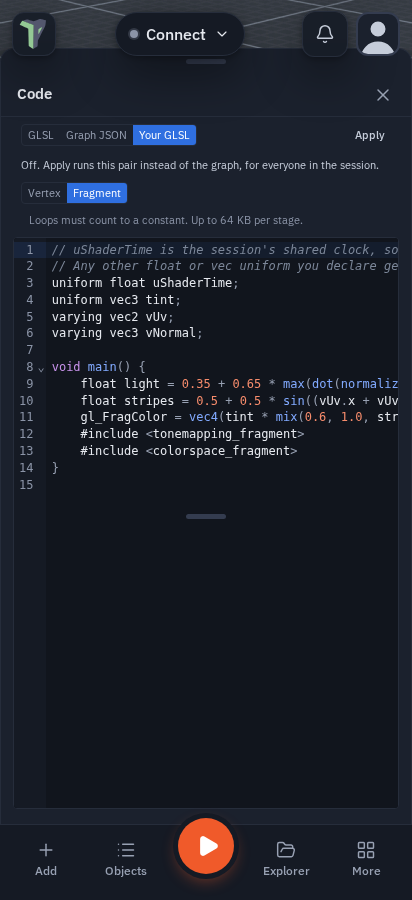 Connect
Code
GLSL Graph JSON Your GLSL Apply
Off. Apply runs this pair instead of the graph, for everyone in the session.
Vertex Fragment
Loops must count to a constant. Up to 64 KB per stage.
1 // uShaderTime is the session's shared clock, so
2 // Any other float or vec uniform you declare ge
3 uniform float uShaderTime;
4 uniform vec3 tint;
5 varying vec2 vUv;
6 varying vec3 vNormal;
7
8 void main() {
9 float light = 0.35 + 0.65 * max(dot(normaliz
10 float stripes = 0.5 + 0.5 * sin((vUv.x + vUv
11 gl_FragColor = vec4(tint * mix(0.6, 1.0, str
12 #include <tonemapping_fragment>
13 #include <colorspace_fragment>
14 }
15
Add Objects Explorer More